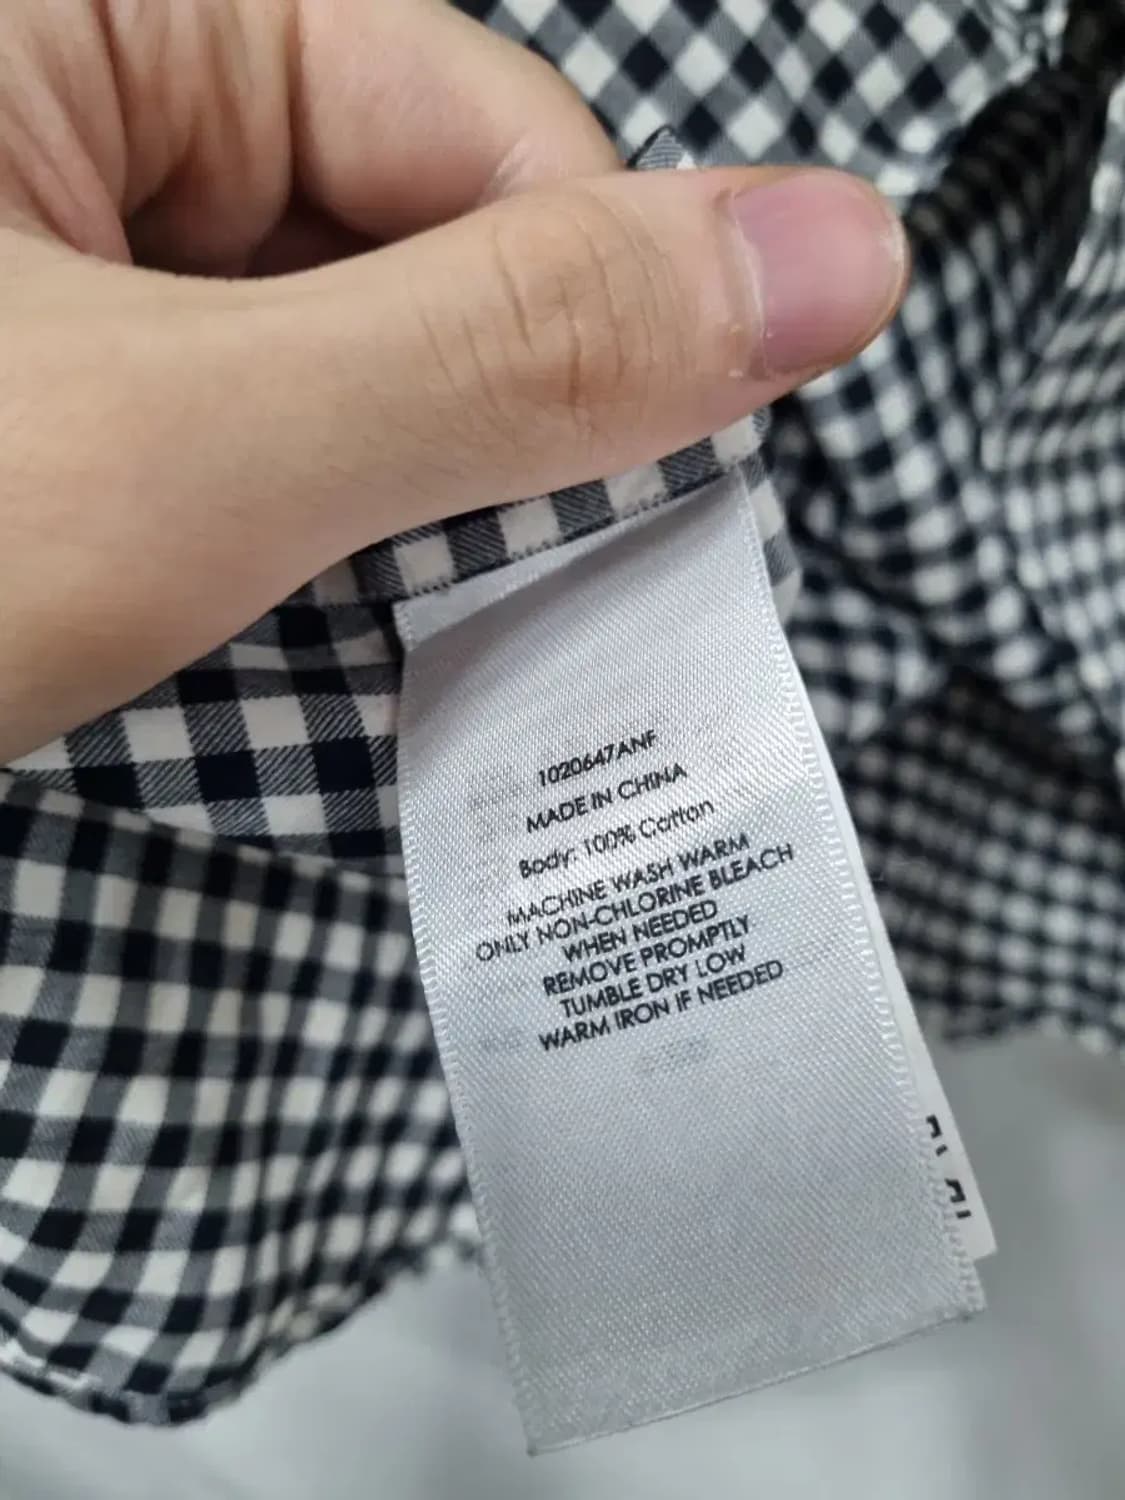 1020647ANF
MADE IN CHINA
Body: 100% Cotton
MACHINE WASH WARM
ONLY NON-CHLORINE BLEACH
WHEN NEEDED
REMOVE PROMPTLY
TUMBLE DRY LOW
WARM IRON IF NEEDED